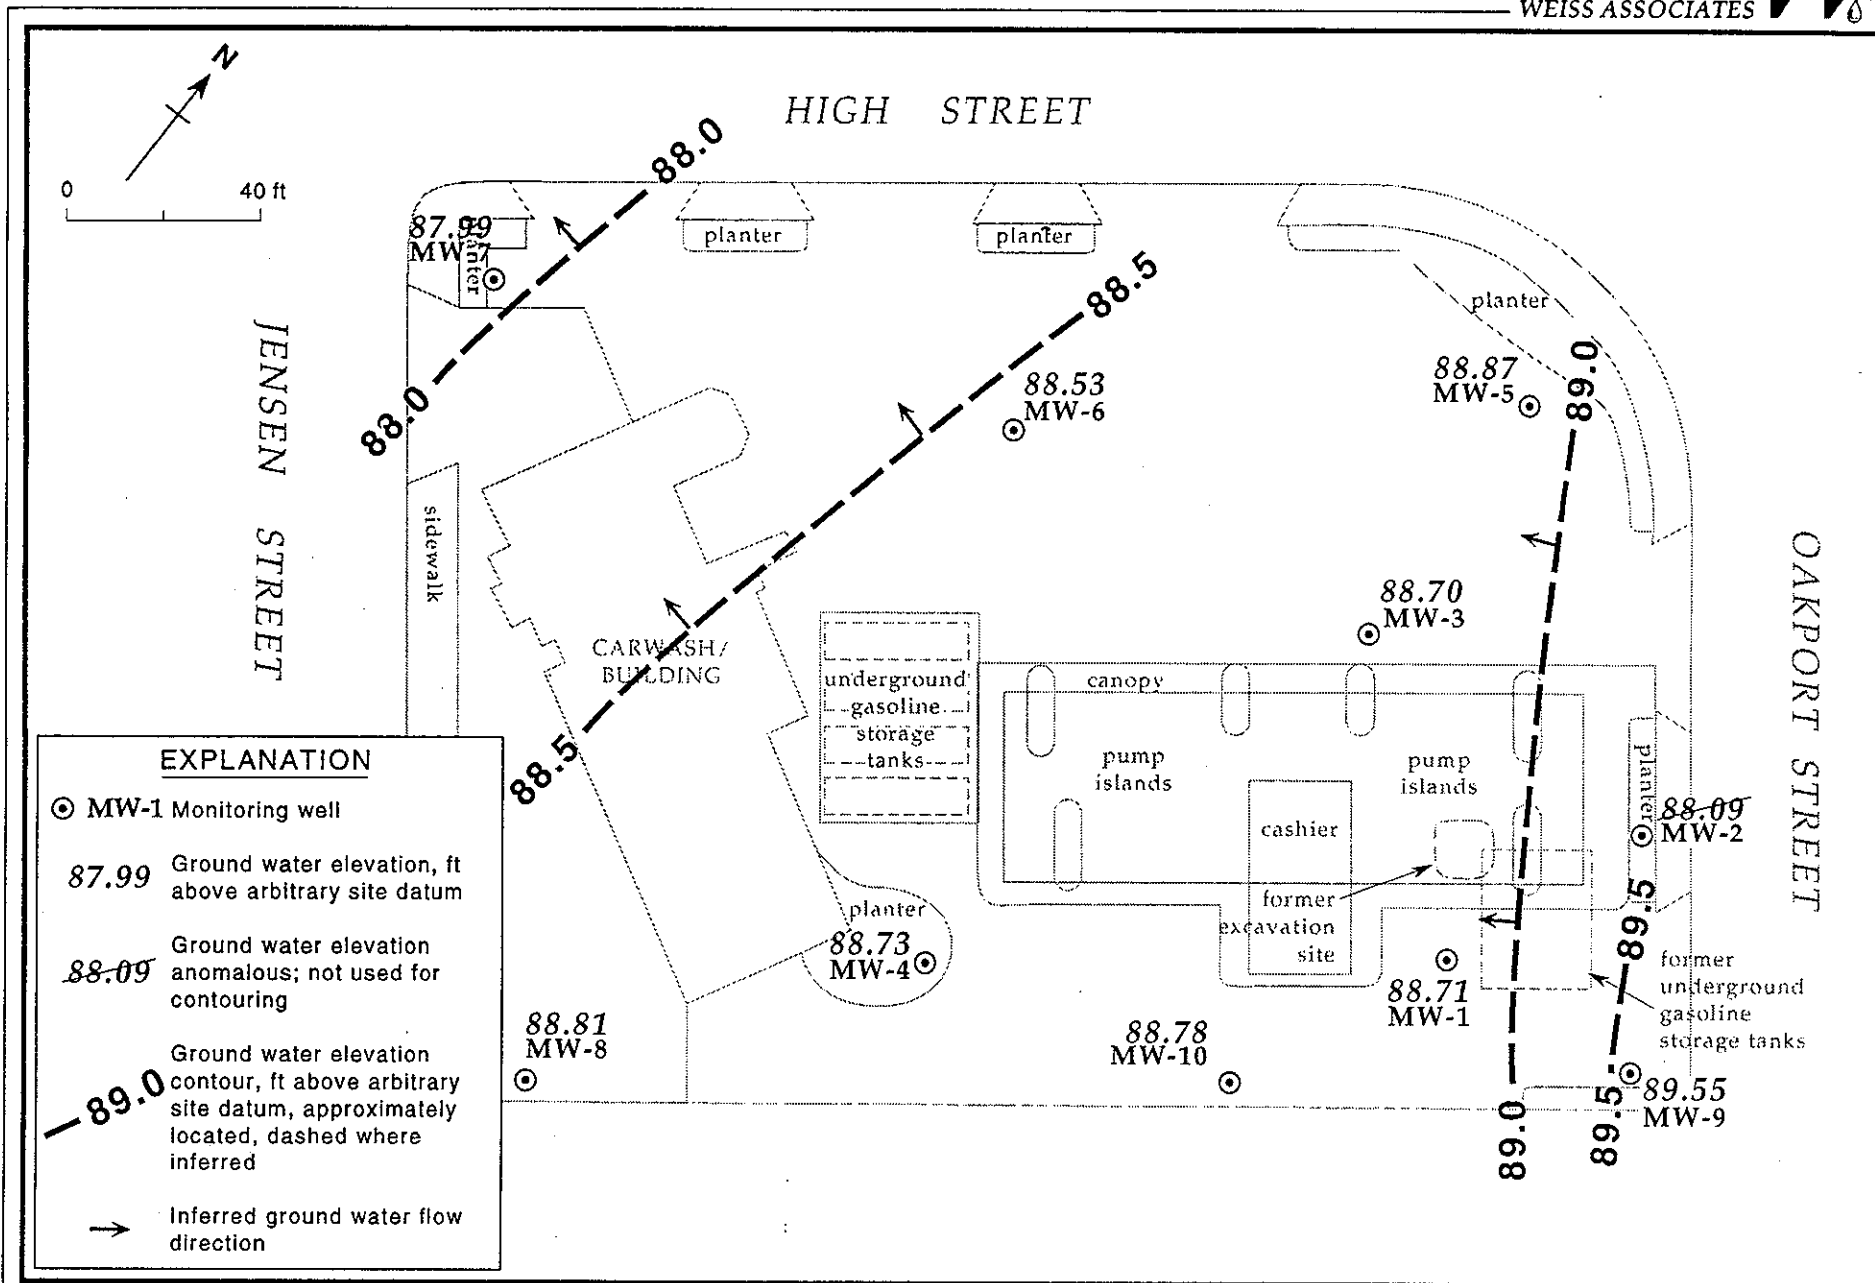 WEISS ASSOCIATES
N
0 40 ft
HIGH STREET
JENSEN STREET
OAKPORT STREET
88.0
88.0
87.99
MW-7
planter
planter
planter
planter
88.5
88.5
88.53
MW-6
88.87
MW-5
89.0
sidewalk
CARWASH/
BUILDING
underground
gasoline
storage
tanks
88.70
MW-3
canopy
pump
islands
pump
islands
cashier
planter
88.09
MW-2
former
excavation
site
planter
88.73
MW-4
88.71
MW-1
89.5
former
underground
gasoline
storage tanks
88.81
MW-8
88.78
MW-10
89.0
89.5
89.55
MW-9
EXPLANATION
MW-1 Monitoring well
87.99 Ground water elevation, ft
above arbitrary site datum
88.09 Ground water elevation
anomalous; not used for
contouring
89.0 Ground water elevation
contour, ft above arbitrary
site datum, approximately
located, dashed where
inferred
Inferred ground water flow
direction